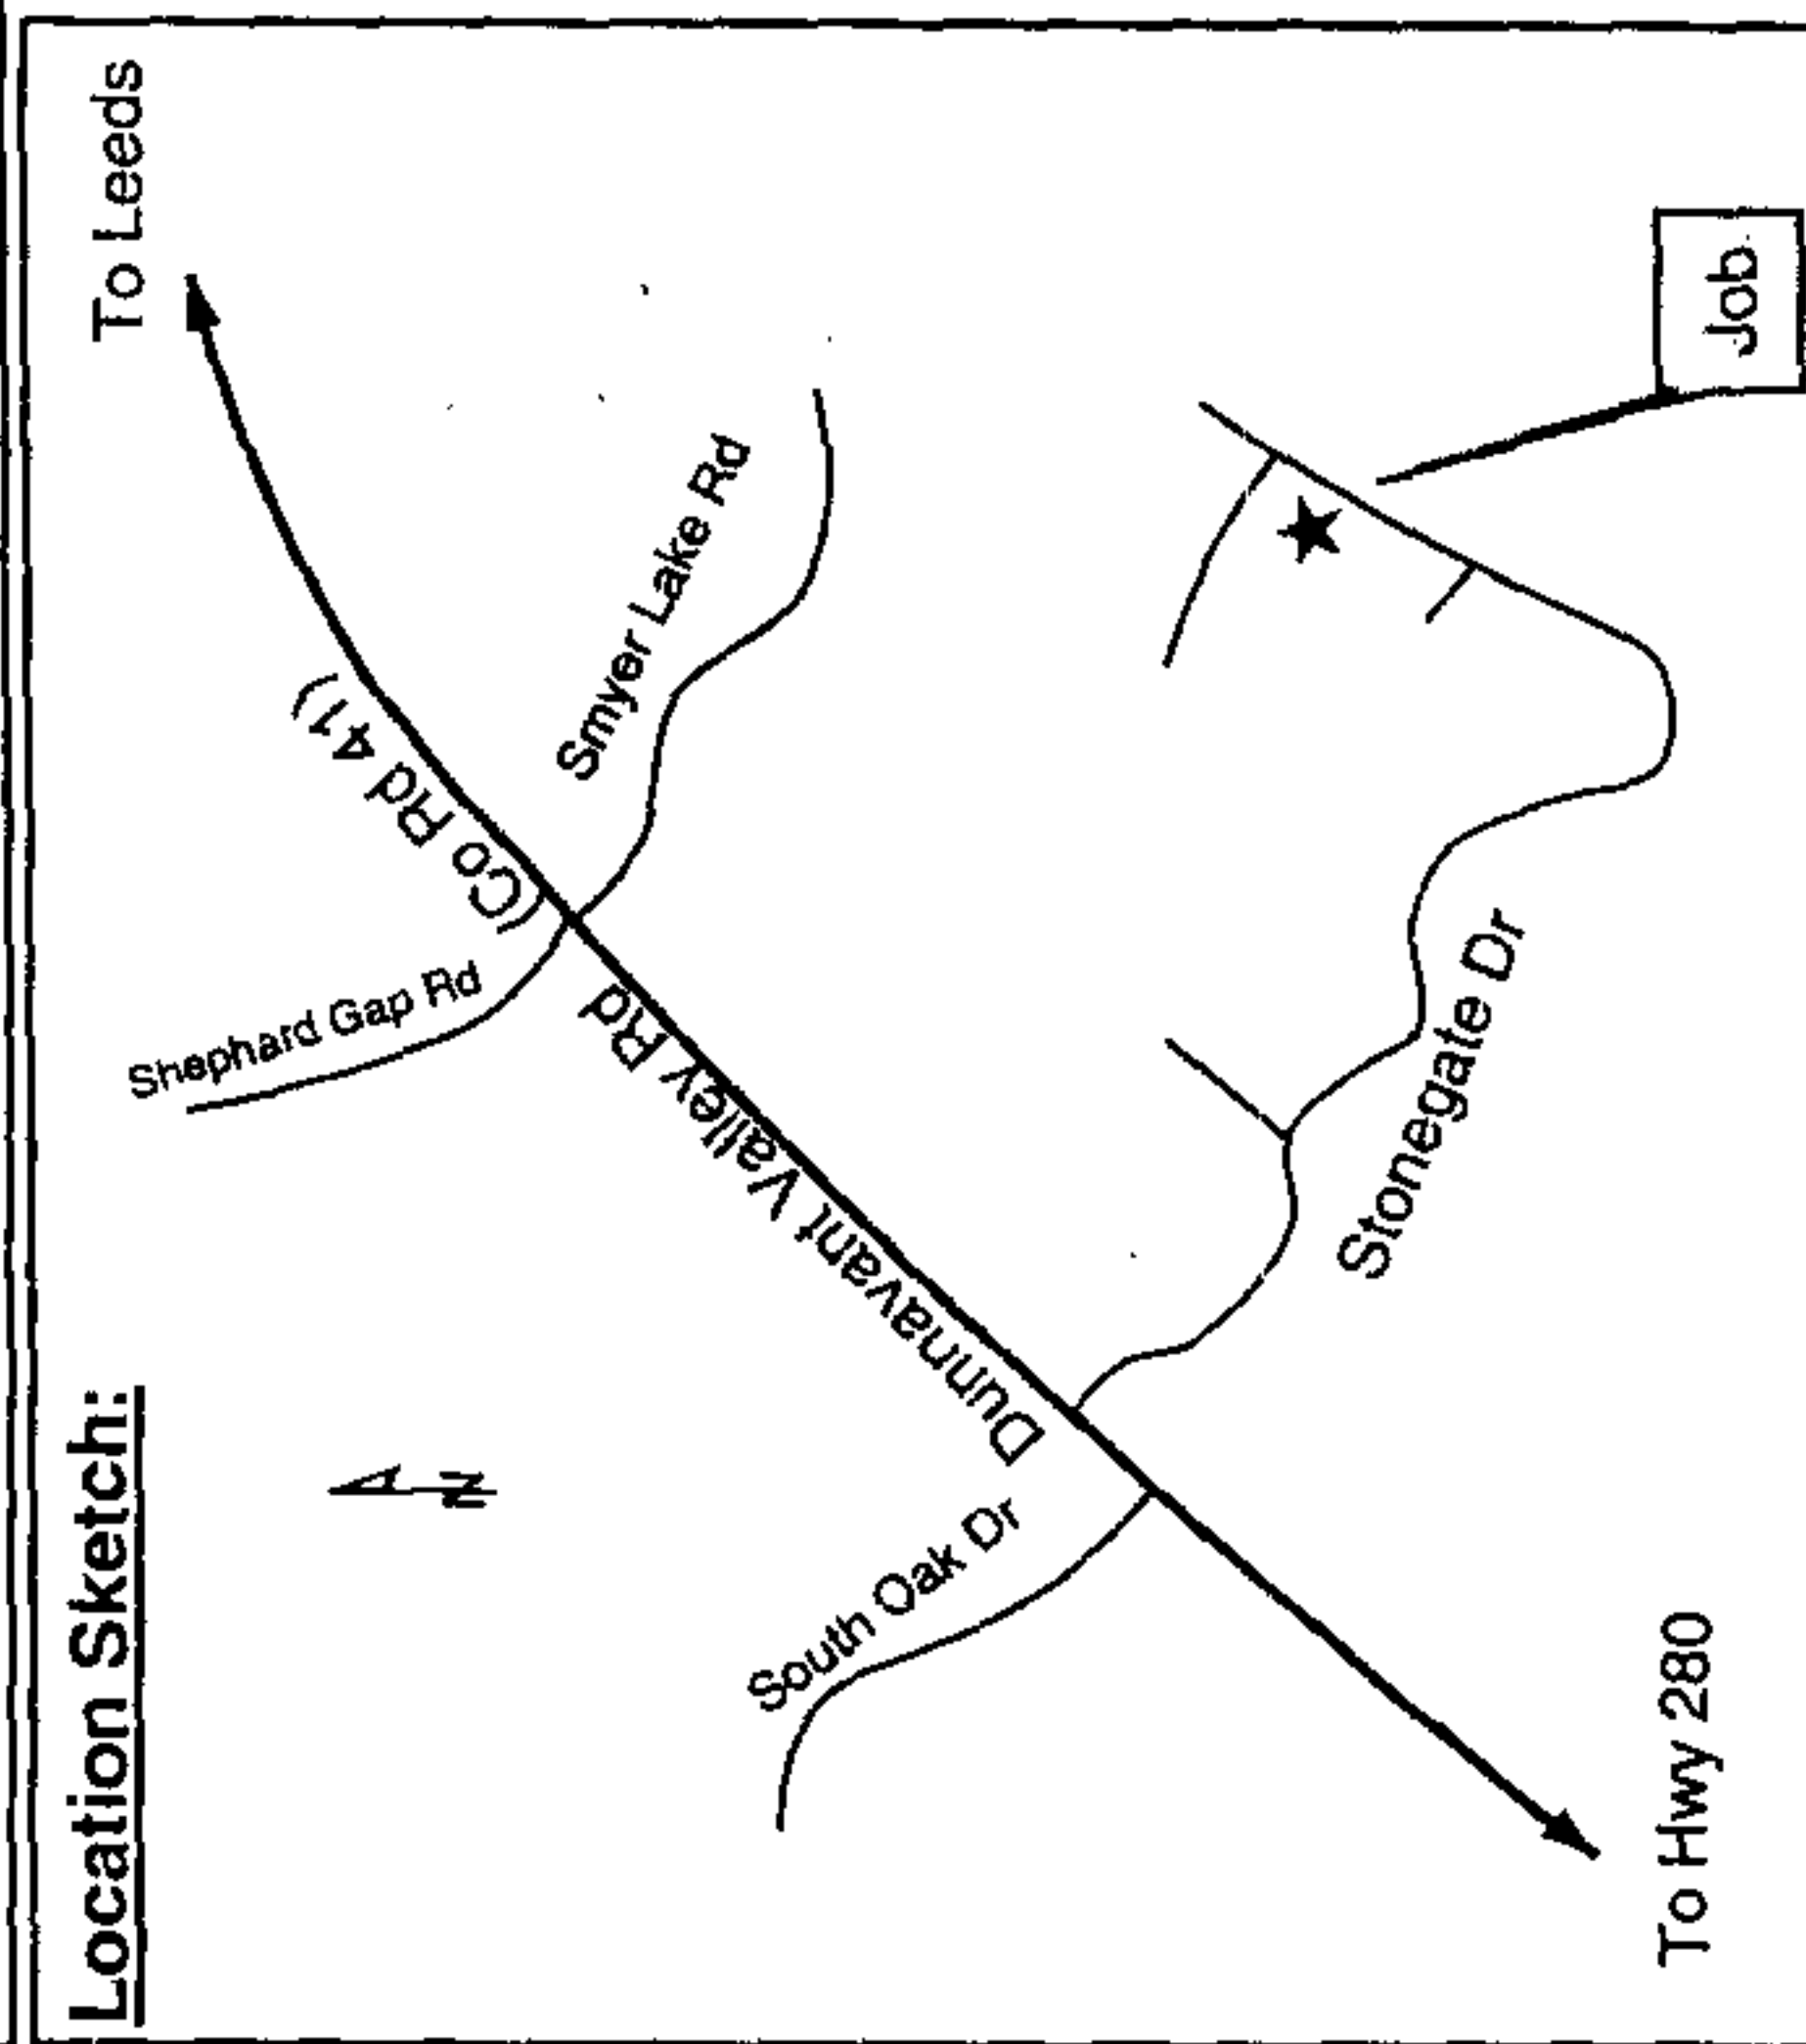 Location Sketch:
To Leeds
Shephard Gap Rd
(Co Rd 41)
Smyer Lake Rd
N
Dunnavant Valley Rd
South Oak Dr
Stonegate Dr
Job
To Hwy 280